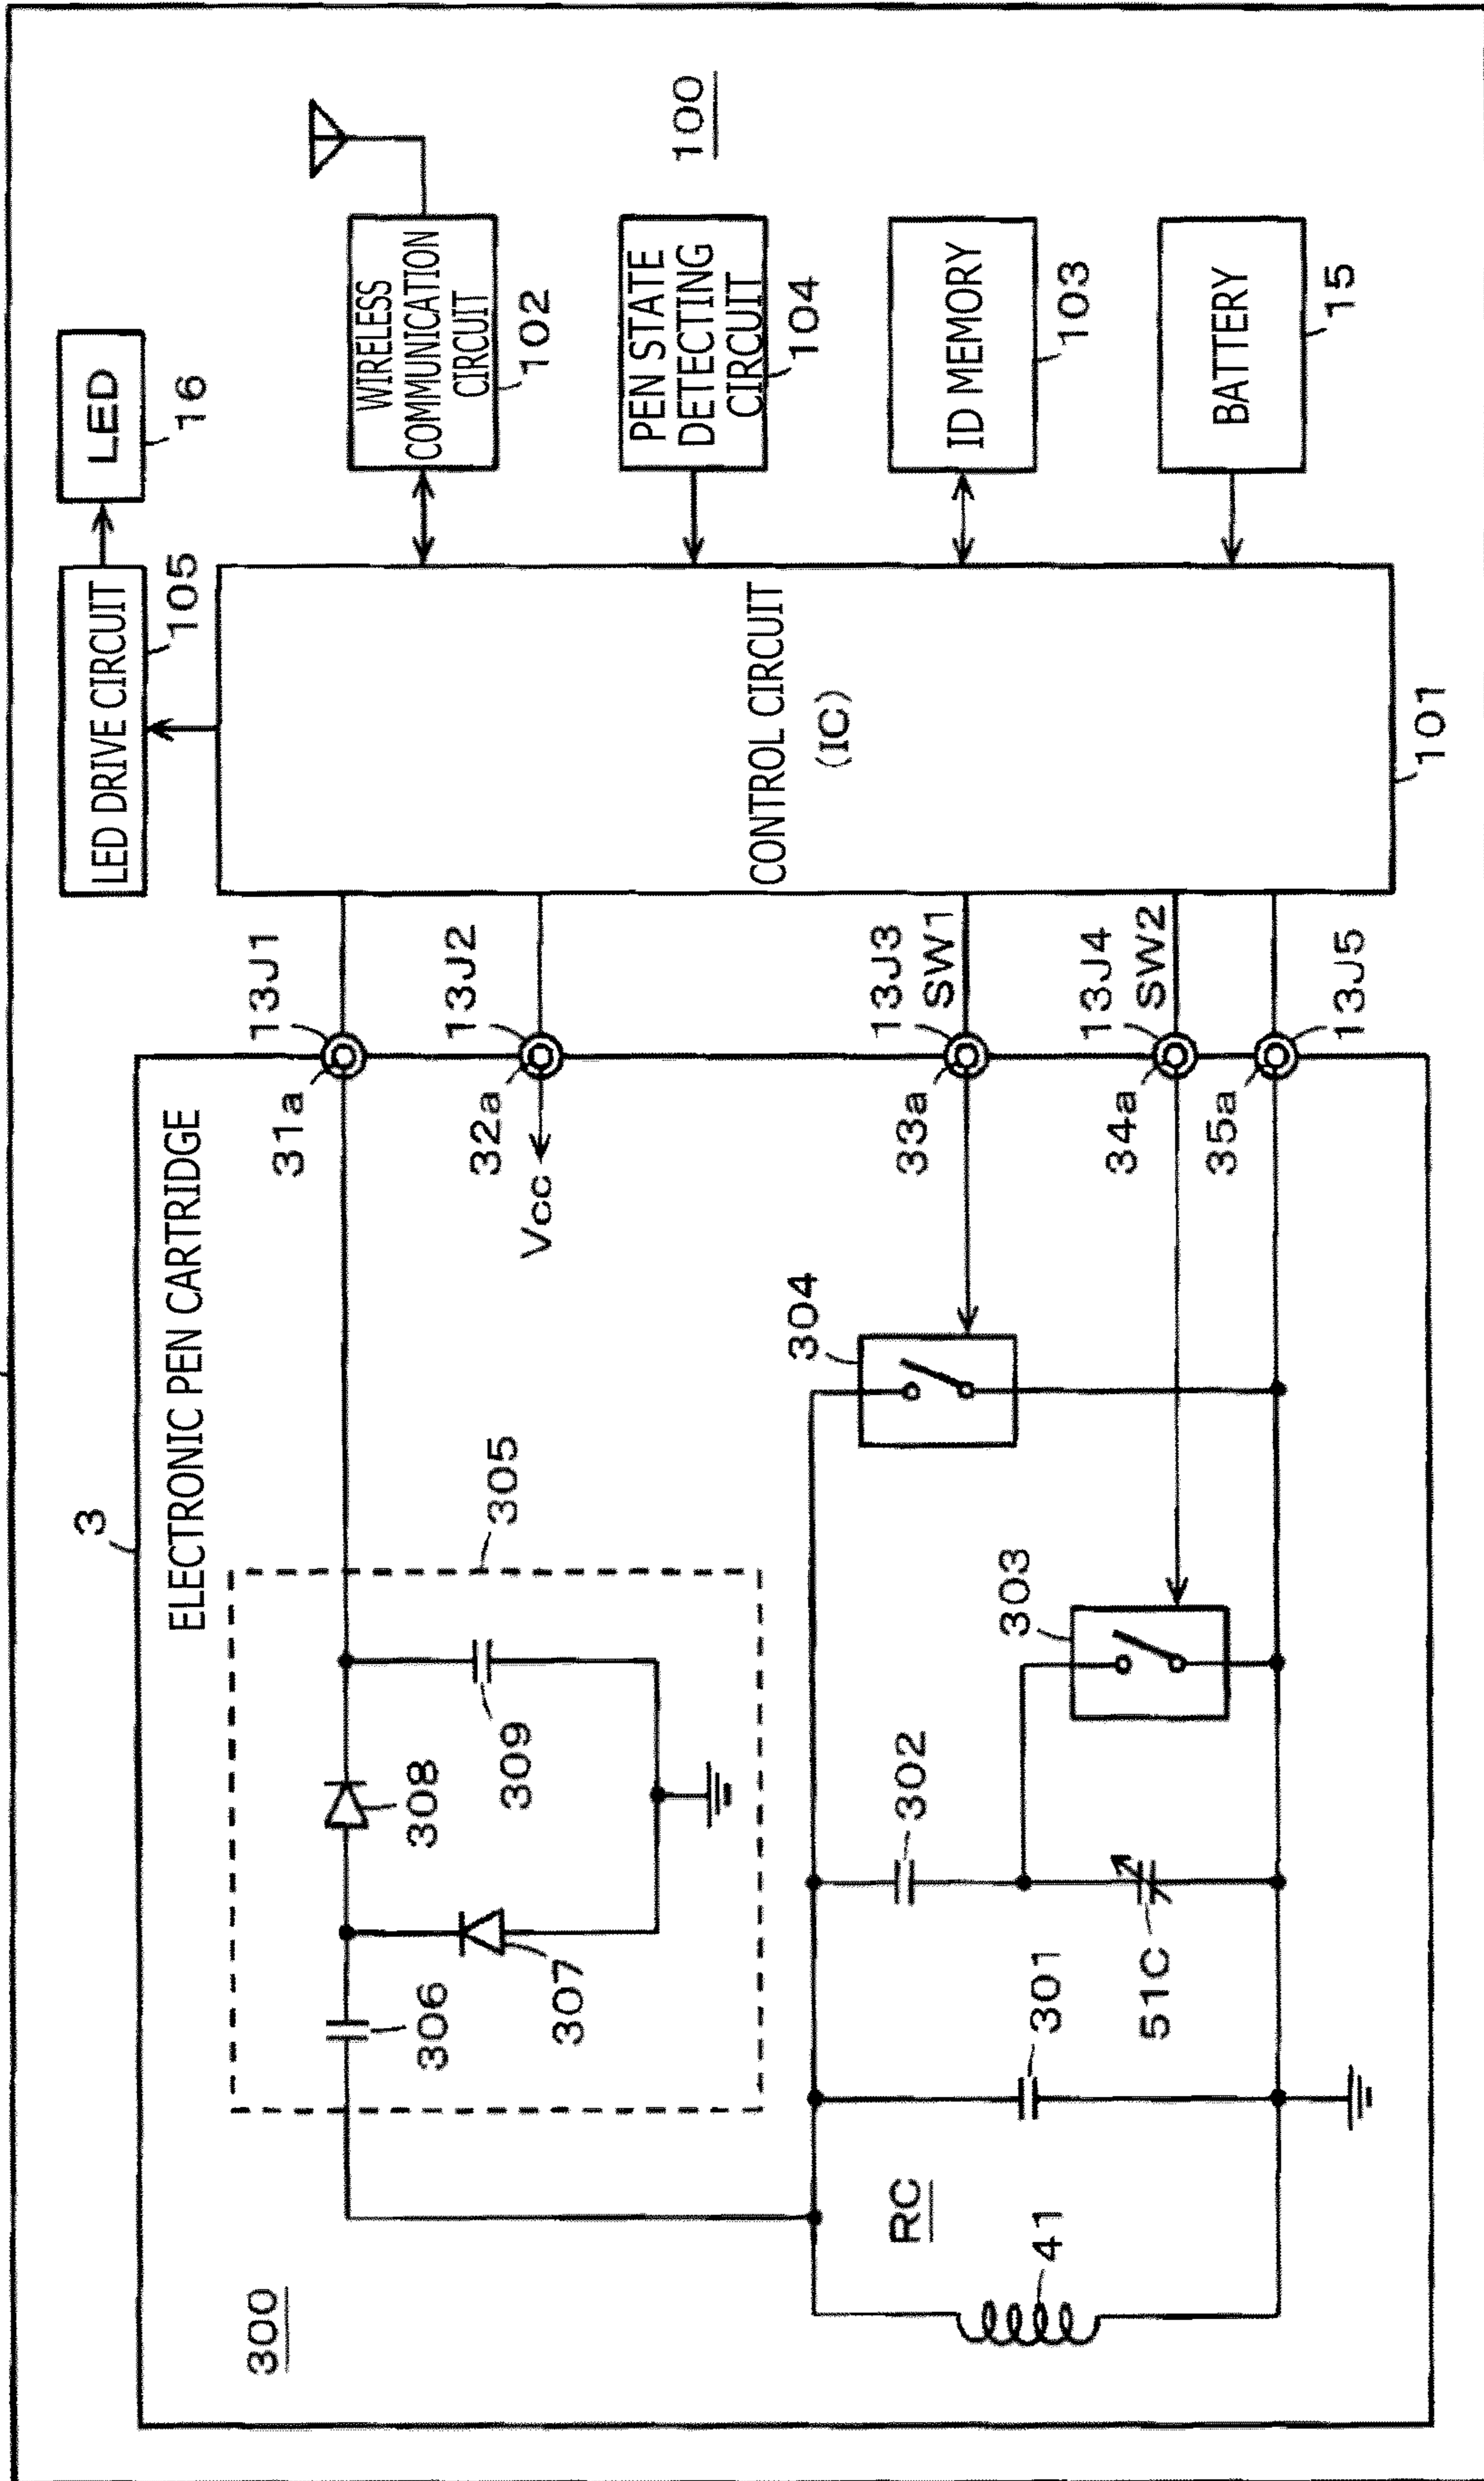 3
ELECTRONIC PEN CARTRIDGE
300
305
306
307
308
309
RC
41
301
302
51C
303
304
Vcc
31a
32a
33a
34a
35a
13J1
13J2
13J3
SW1
13J4
SW2
13J5
LED DRIVE CIRCUIT
105
LED
16
CONTROL CIRCUIT
(IC)
101
WIRELESS
COMMUNICATION
CIRCUIT
102
PEN STATE
DETECTING
CIRCUIT
104
ID MEMORY
103
BATTERY
15
100